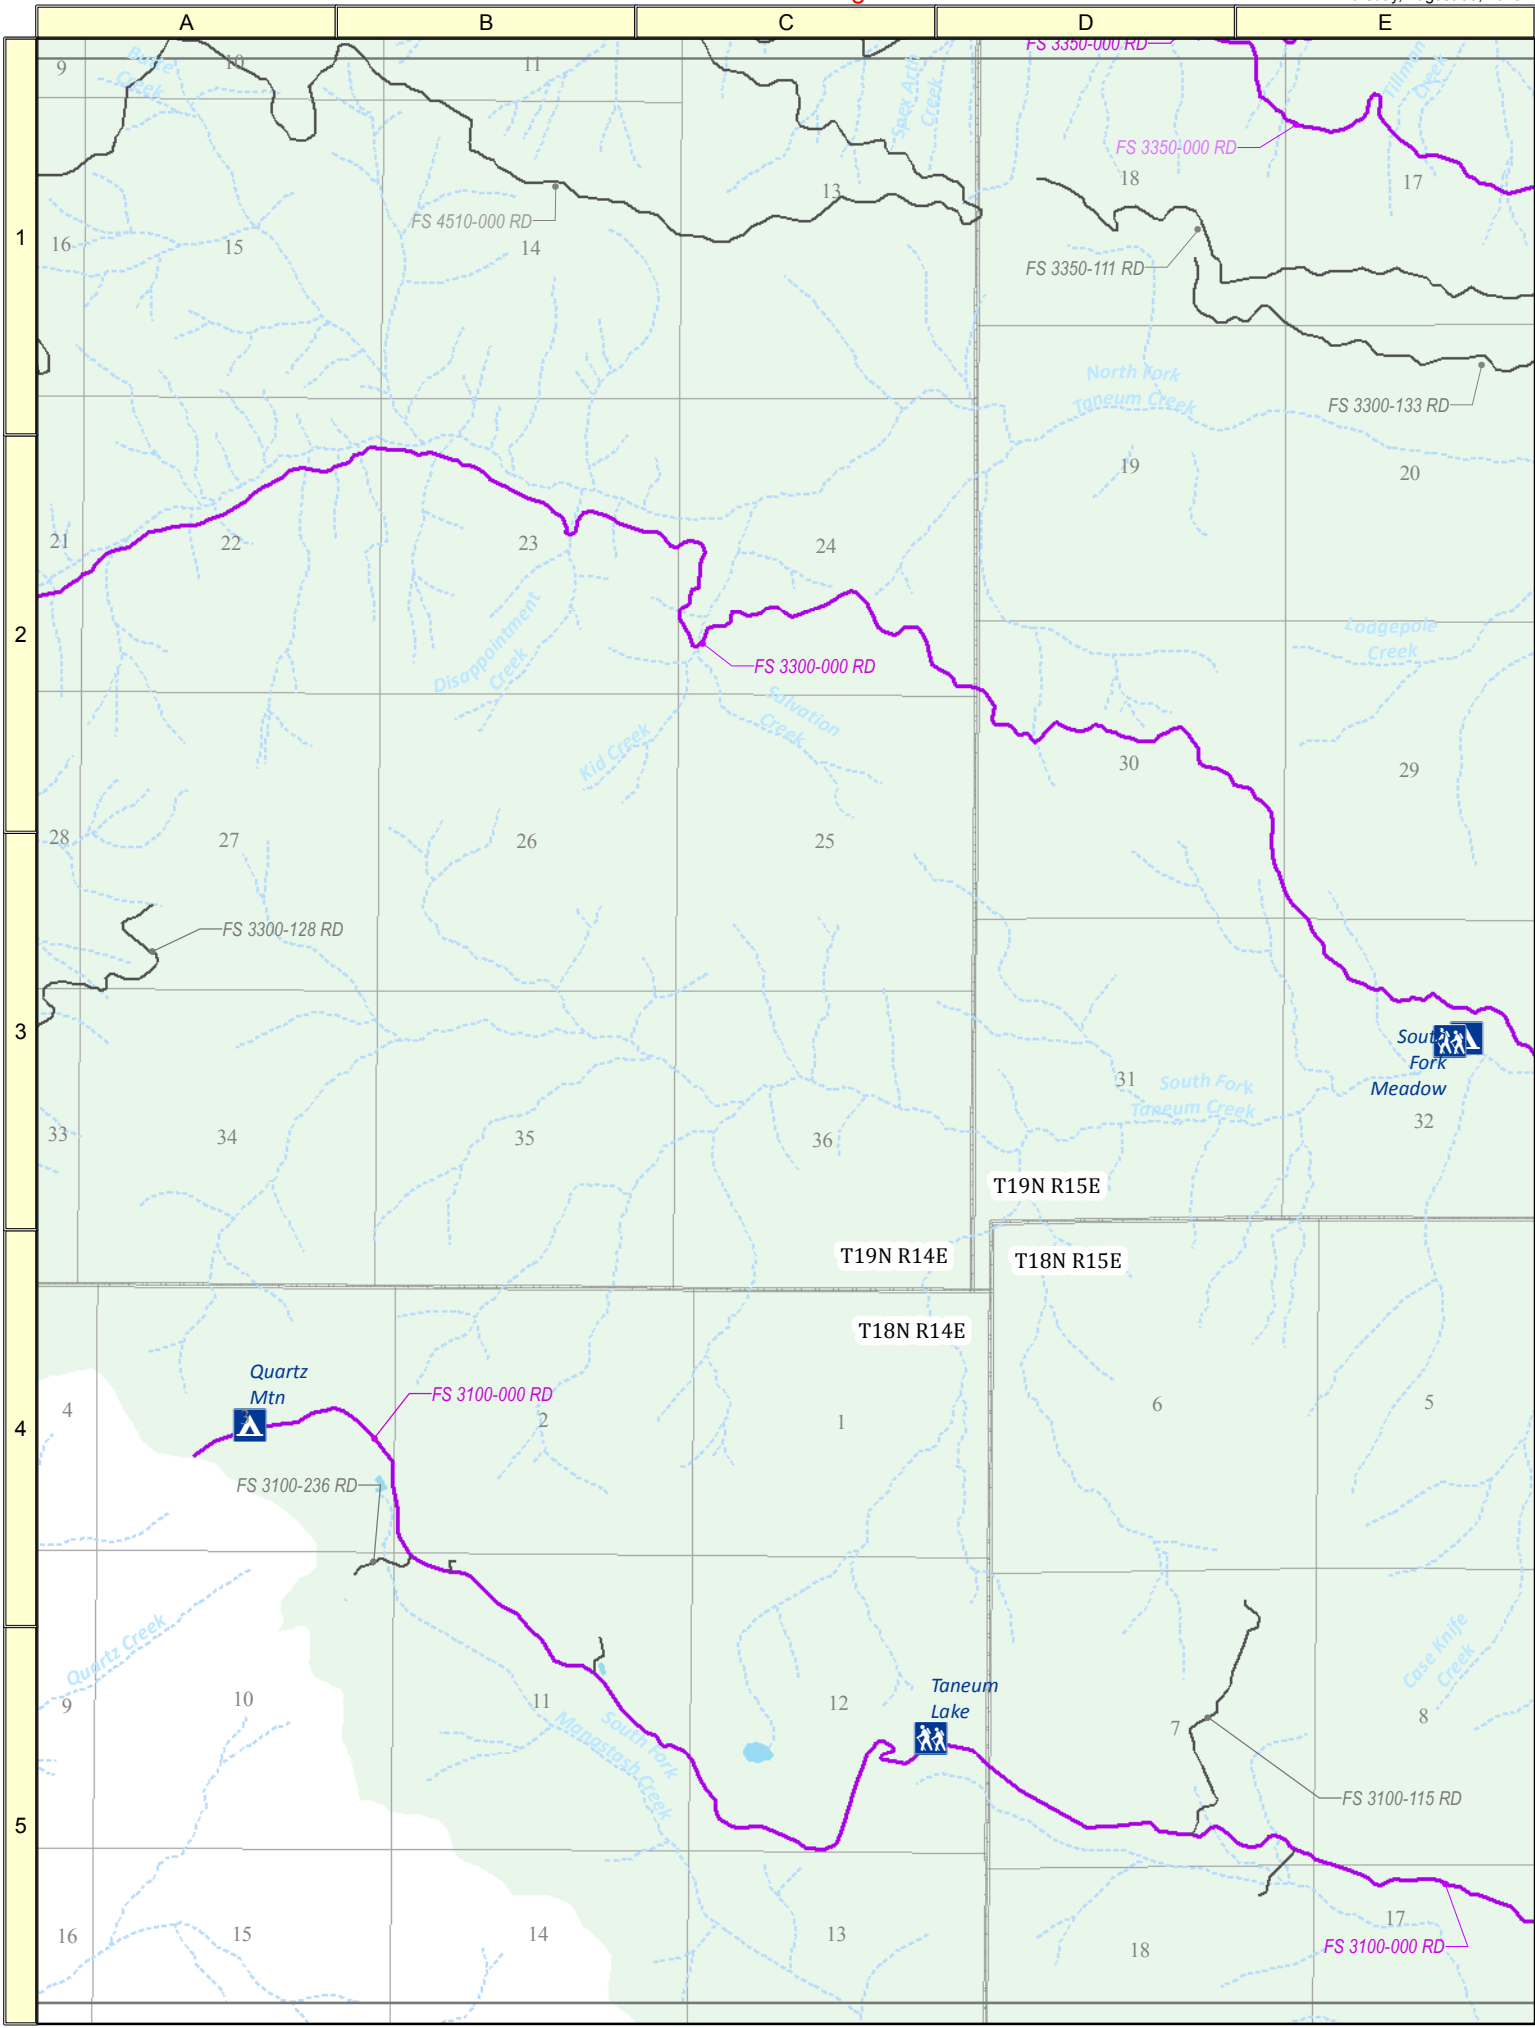 A B C D E
FS 3350-000 RD
9
10
11
Creek
Spex Arth
Creek
Tillman
Creek
FS 3350-000 RD
13
18
17
FS 4510-000 RD
1
16
15
14
FS 3350-111 RD
North Fork
Taneum Creek
FS 3300-133 RD
19
20
21
22
23
24
2
Disappointment
Creek
Lodgepole
Creek
FS 3300-000 RD
Salvation
Creek
Kid Creek
30
29
28
27
26
25
FS 3300-128 RD
3
South
Fork
Meadow
31
South Fork
Taneum Creek
32
33
34
35
36
T19N R15E
T19N R14E
T18N R15E
T18N R14E
Quartz
Mtn
FS 3100-000 RD
4
4
3
2
1
6
5
FS 3100-236 RD
Quartz Creek
Case Knife
Creek
Taneum
Lake
9
10
11
12
7
8
South Fork
Manastash Creek
FS 3100-115 RD
5
16
15
14
13
18
17
FS 3100-000 RD